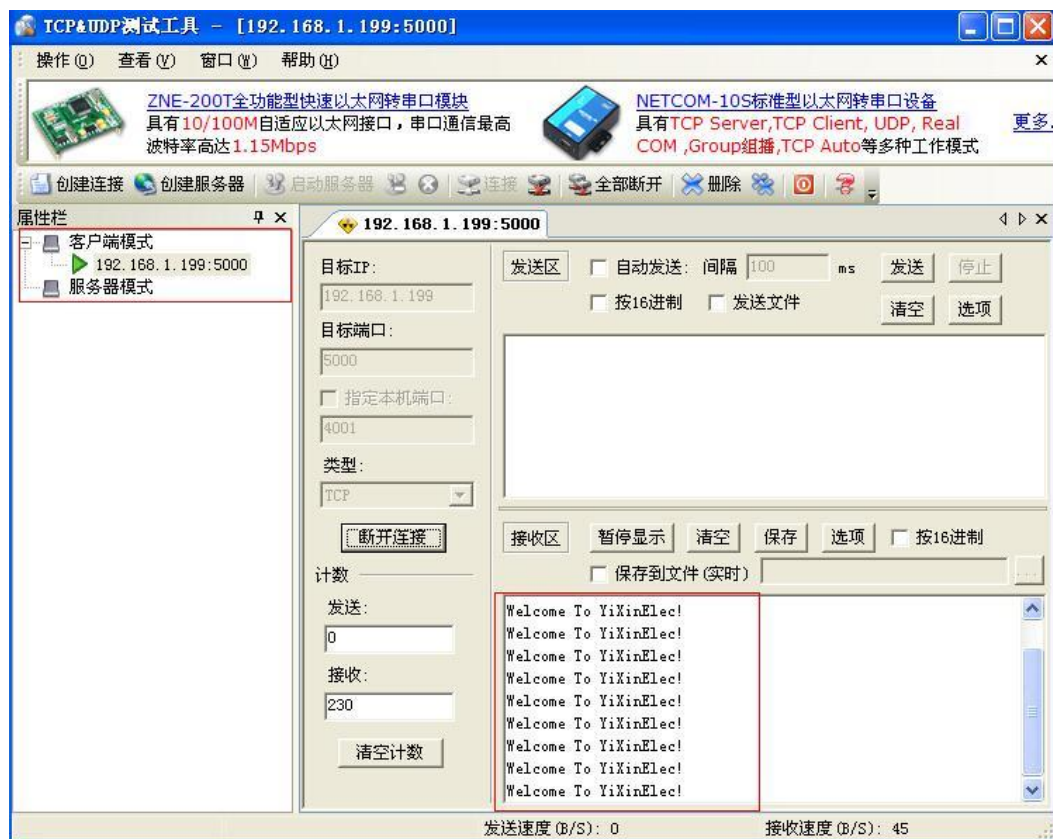 TCP&UDP测试工具 - [192.168.1.199:5000]
操作(O) 查看(V) 窗口(W) 帮助(H)
ZNE-200T全功能型快速以太网转串口模块
具有10/100M自适应以太网接口，串口通信最高
波特率高达1.15Mbps
NETCOM-10S标准型以太网转串口设备
具有TCP Server,TCP Client, UDP, Real
COM ,Group组播,TCP Auto等多种工作模式
更多.
创建连接 创建服务器 启动服务器 连接 全部断开 删除
属性栏
客户端模式
192.168.1.199:5000
服务器模式
192.168.1.199:5000
目标IP:
192.168.1.199
目标端口:
5000
指定本机端口:
4001
类型:
TCP
断开连接
计数
发送:
0
接收:
230
清空计数
发送区 自动发送: 间隔 100 ms 发送 停止
按16进制 发送文件 清空 选项
接收区 暂停显示 清空 保存 选项 按16进制
保存到文件(实时) ...
Welcome To YiXinElec!
Welcome To YiXinElec!
Welcome To YiXinElec!
Welcome To YiXinElec!
Welcome To YiXinElec!
Welcome To YiXinElec!
Welcome To YiXinElec!
Welcome To YiXinElec!
Welcome To YiXinElec!
发送速度(B/S): 0 接收速度(B/S): 45